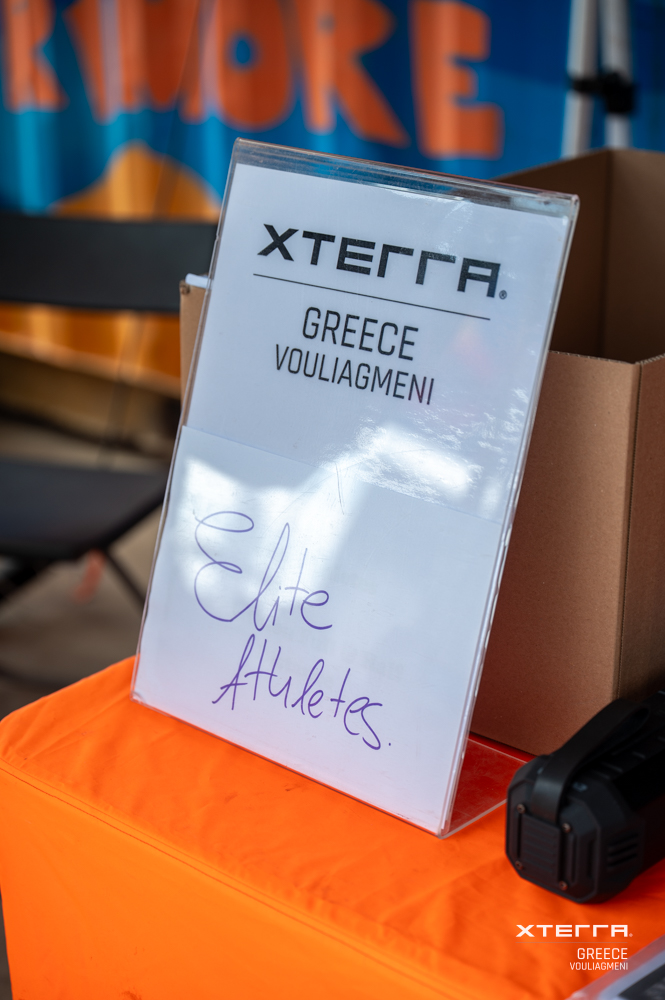 XTERRA®
GREECE
VOULIAGMENI
Elite
Athletes.
XTERRA®
GREECE
VOULIAGMENI